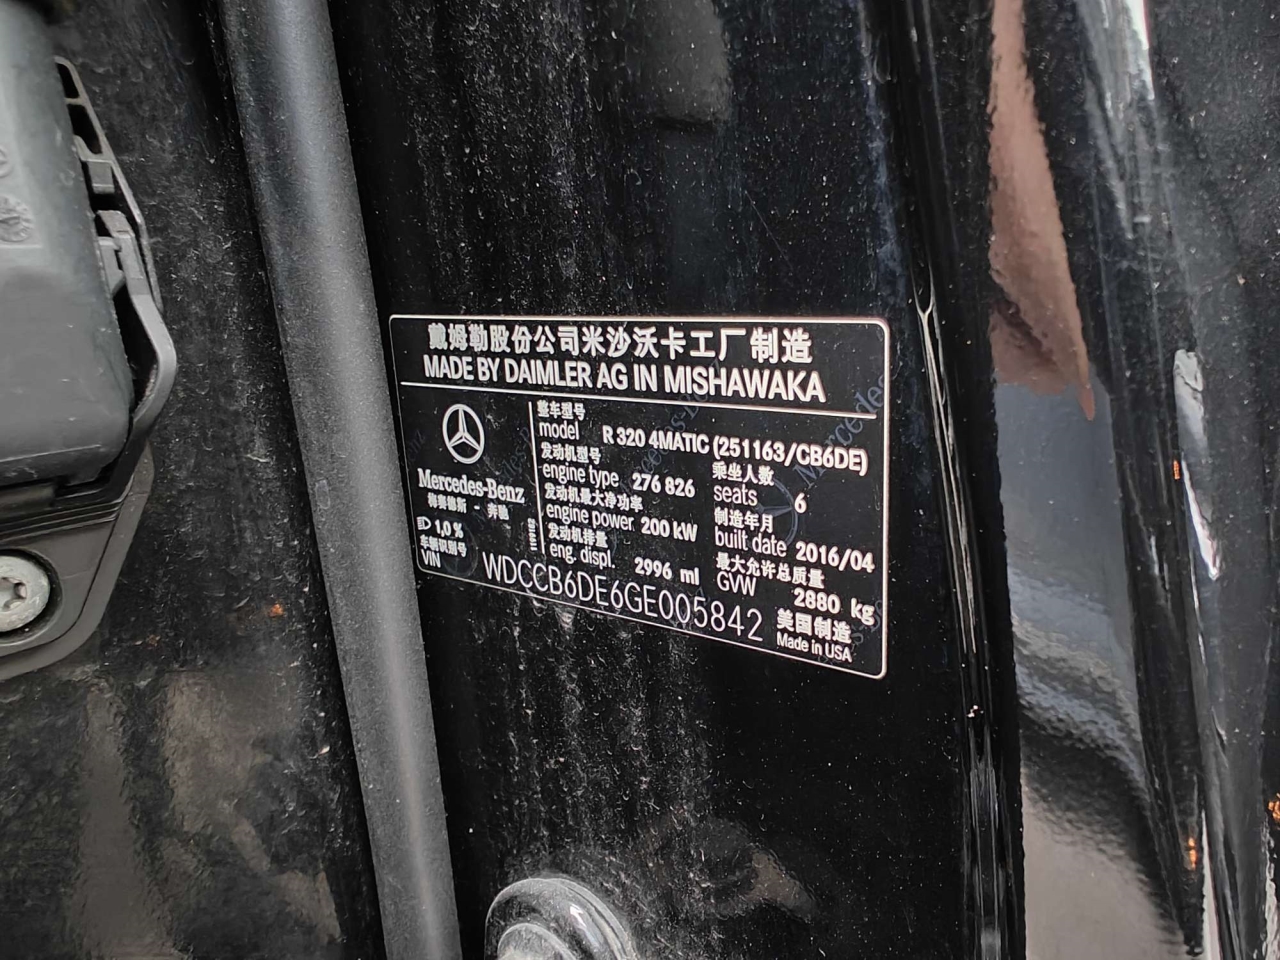 戴姆勒股份公司米沙沃卡工厂制造
MADE BY DAIMLER AG IN MISHAWAKA
Mercedes-Benz
梅赛德斯 - 奔驰
1,0 %
整车型号
model R 320 4MATIC (251163/CB6DE)
发动机型号
engine type 276 826
乘坐人数
seats 6
发动机最大净功率
engine power 200 kW
制造年月
built date 2016/04
发动机排量
eng. displ. 2996 ml
最大允许总质量
GVW 2880 kg
车辆识别号
VIN WDCCB6DE6GE005842
美国制造
Made in USA